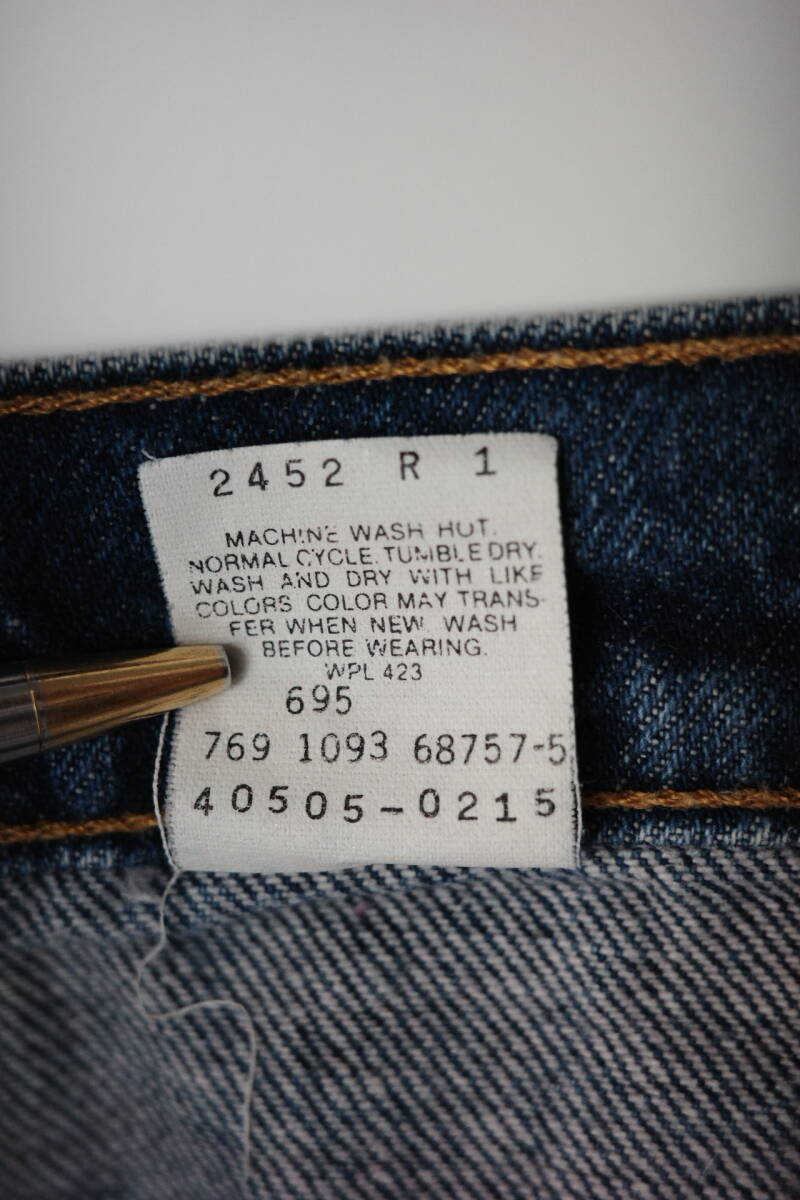 2452 R 1
MACHINE WASH HOT.
NORMAL CYCLE. TUMBLE DRY.
WASH AND DRY WITH LIKE
COLORS COLOR MAY TRANS-
FER WHEN NEW. WASH
BEFORE WEARING.
WPL 423
695
769 1093 68757-5
40505-0215